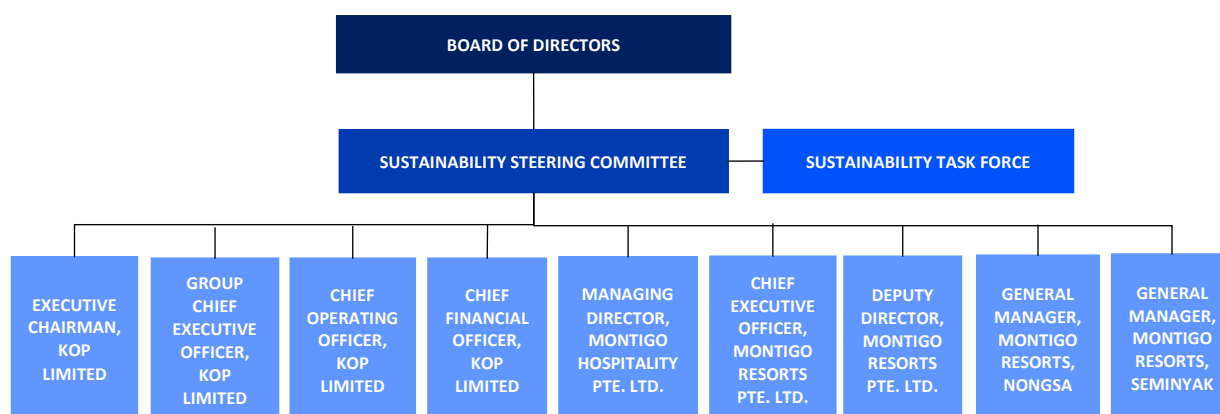 BOARD OF DIRECTORS
SUSTAINABILITY STEERING COMMITTEE
SUSTAINABILITY TASK FORCE
EXECUTIVE
CHAIRMAN,
KOP
LIMITED
GROUP
CHIEF
EXECUTIVE
OFFICER,
KOP
LIMITED
CHIEF
OPERATING
OFFICER,
KOP
LIMITED
CHIEF
FINANCIAL
OFFICER,
KOP
LIMITED
MANAGING
DIRECTOR,
MONTIGO
HOSPITALITY
PTE. LTD.
CHIEF
EXECUTIVE
OFFICER,
MONTIGO
RESORTS
PTE. LTD.
DEPUTY
DIRECTOR,
MONTIGO
RESORTS
PTE. LTD.
GENERAL
MANAGER,
MONTIGO
RESORTS,
NONGSA
GENERAL
MANAGER,
MONTIGO
RESORTS,
SEMINYAK